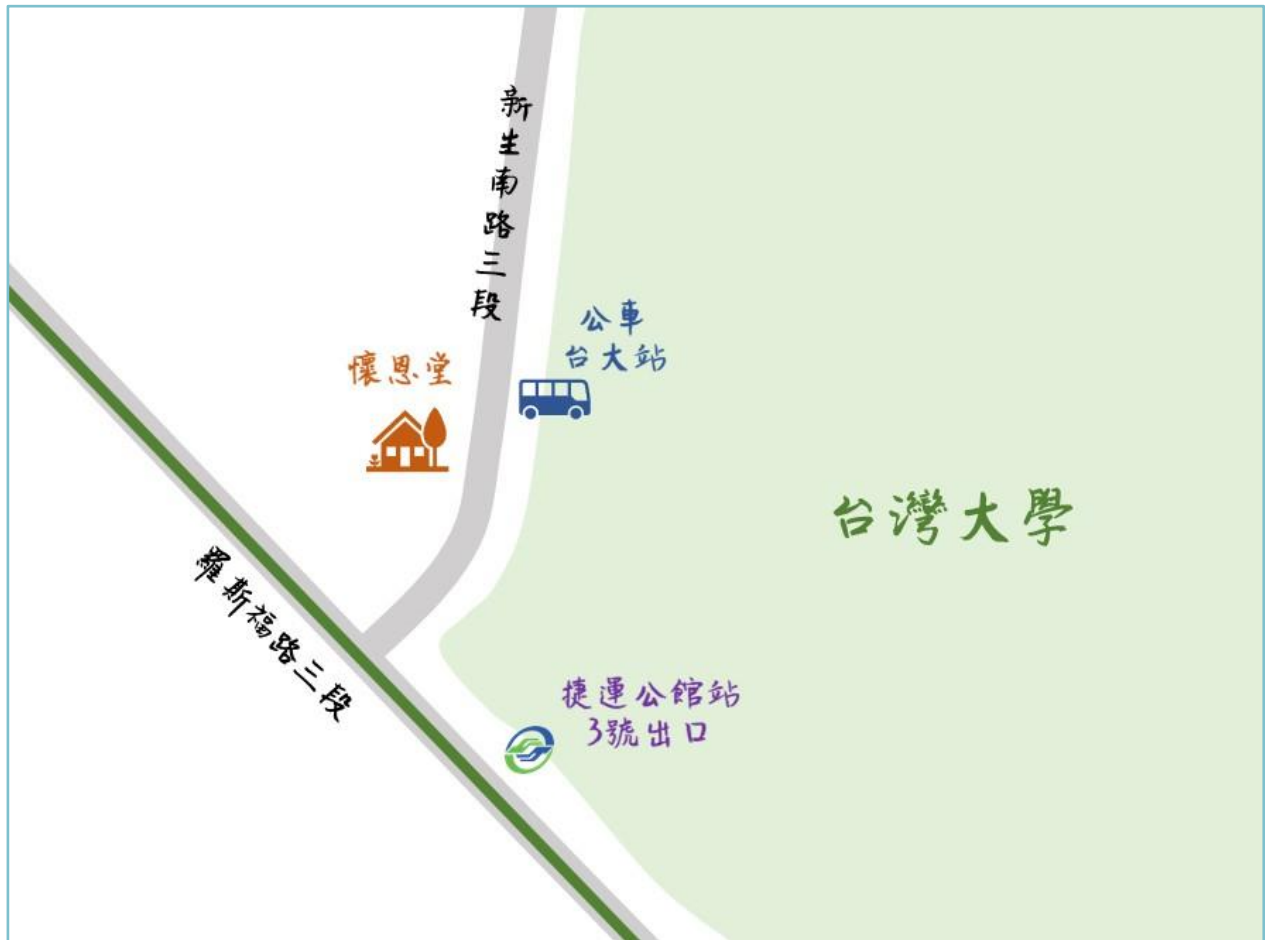 新生南路三段
公車
台大站
懷恩堂
台灣大學
羅斯福路三段
捷運公館站
3號出口